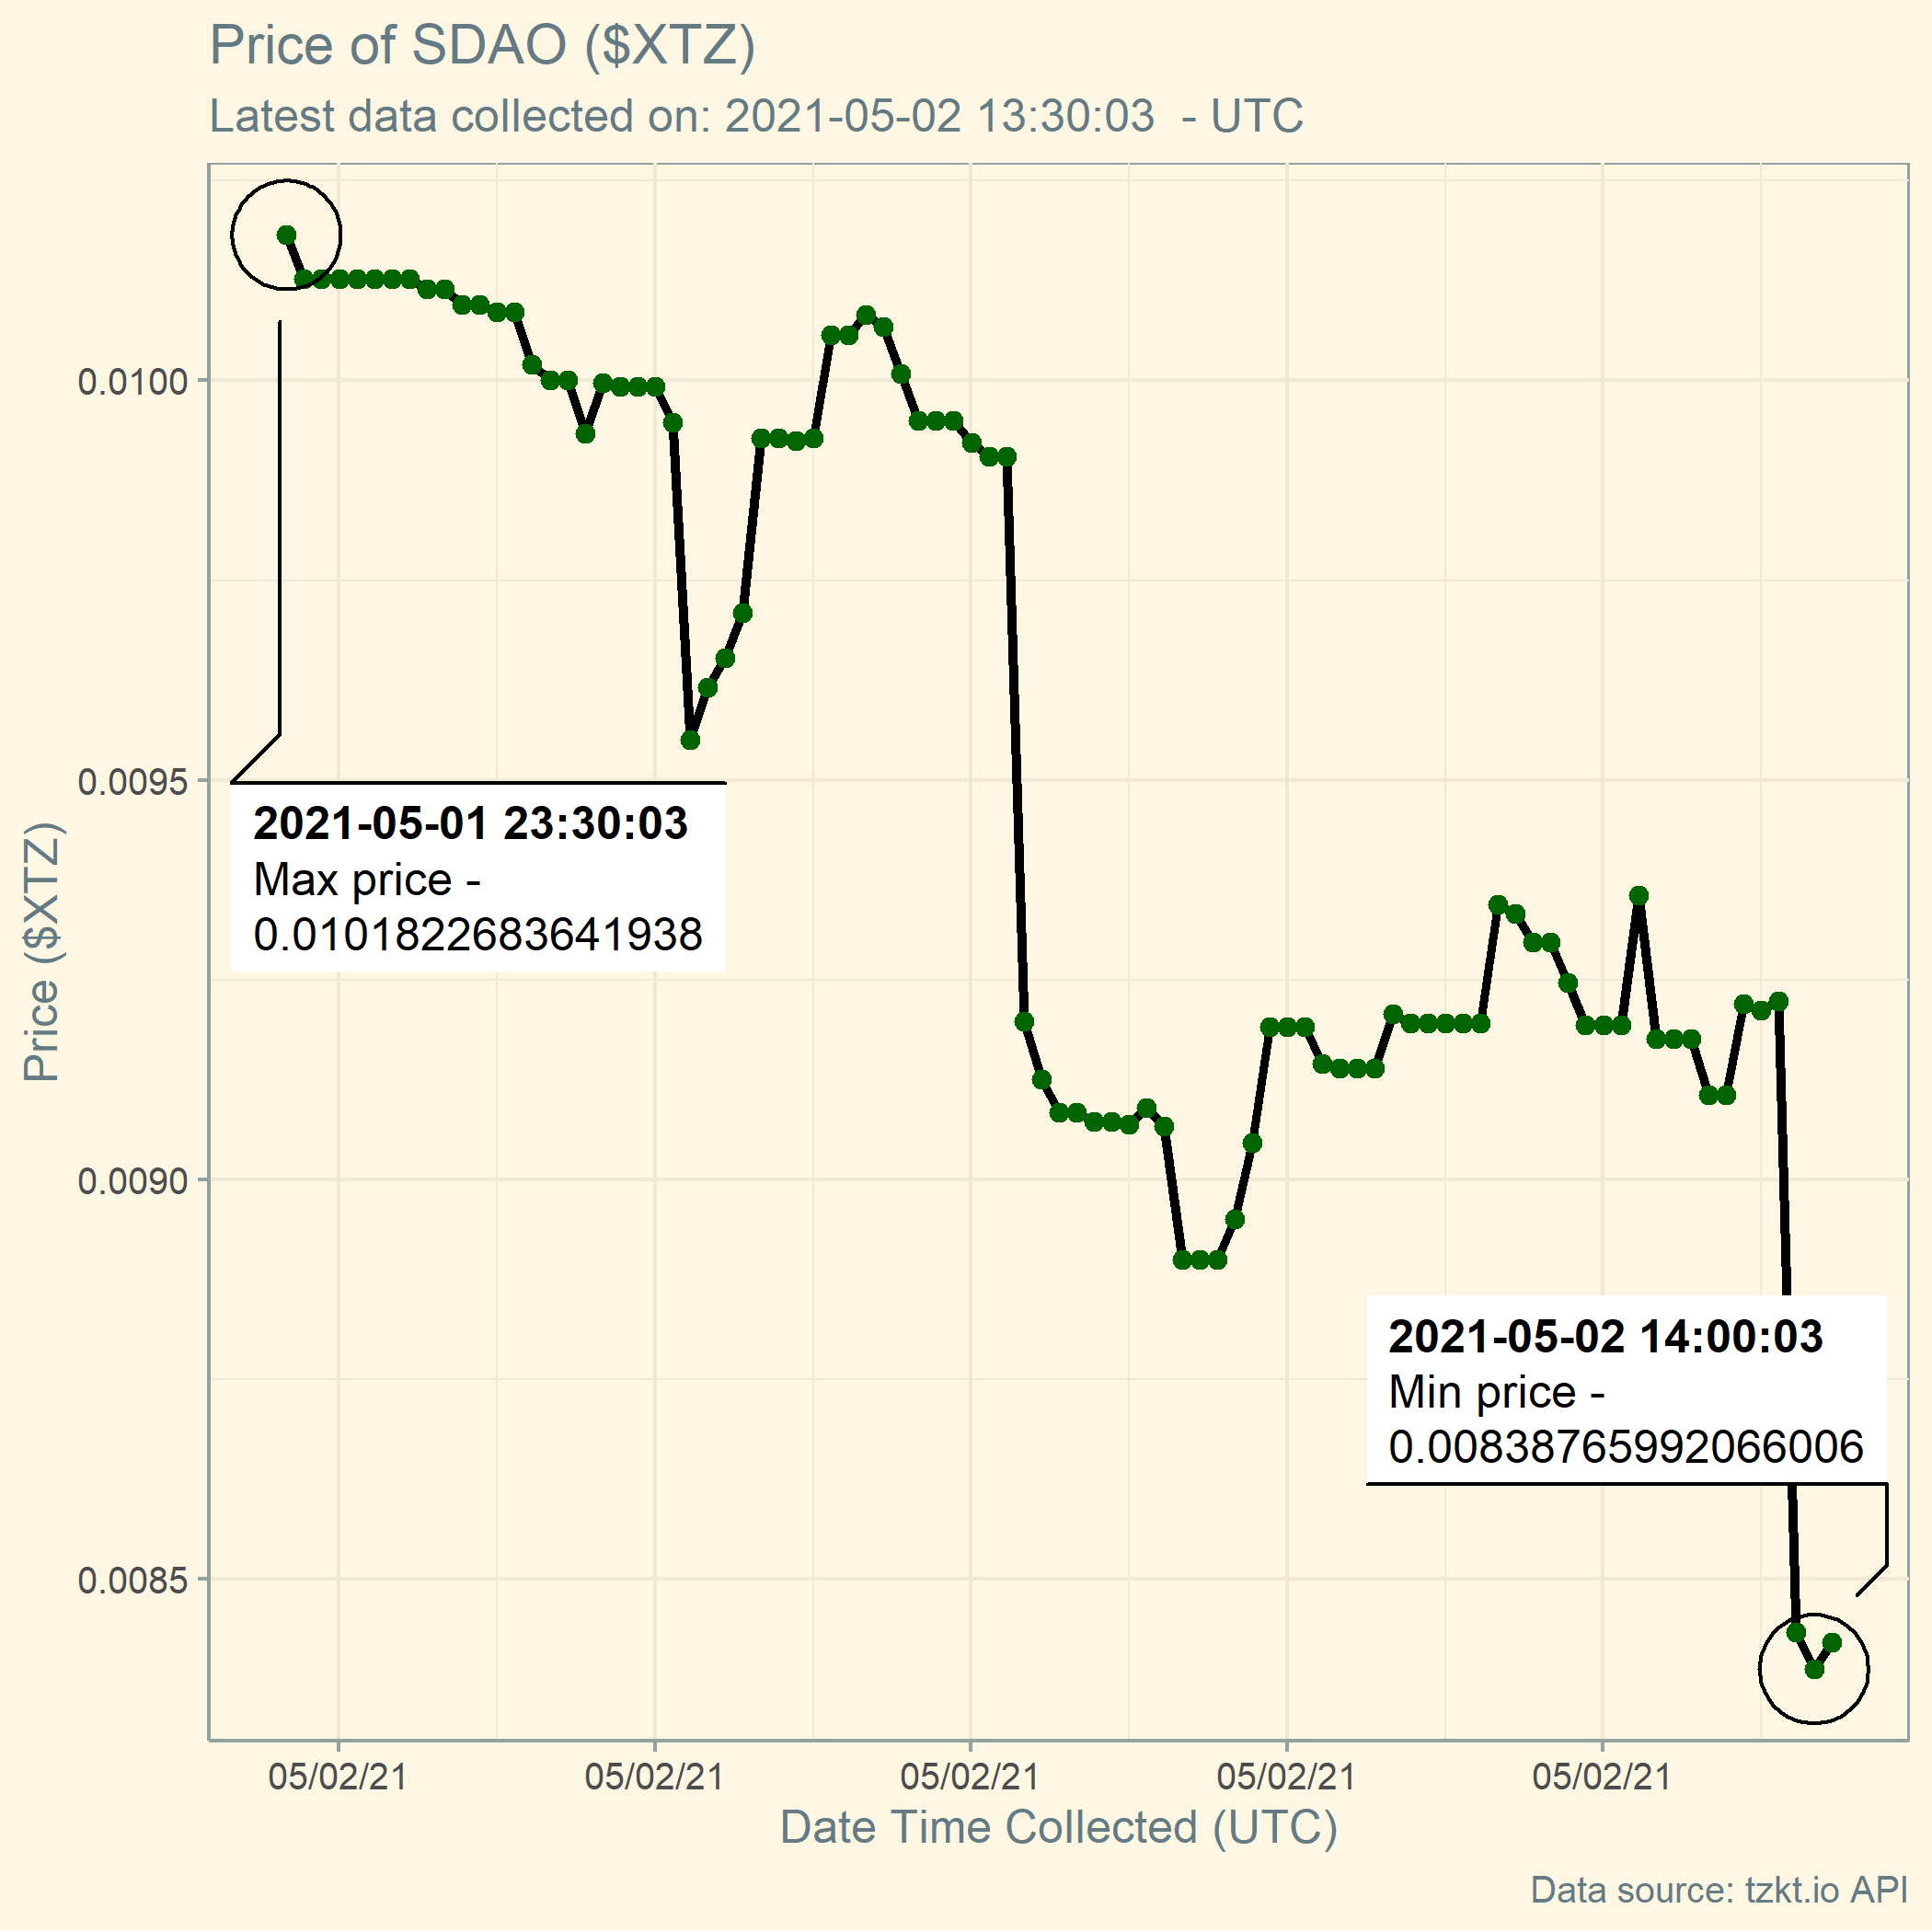 Price of SDAO ($XTZ)
Latest data collected on: 2021-05-02 13:30:03  - UTC
0.0100
0.0095
0.0090
0.0085
Price ($XTZ)
2021-05-01 23:30:03
Max price -
0.0101822683641938
2021-05-02 14:00:03
Min price -
0.00838765992066006
05/02/21
05/02/21
05/02/21
05/02/21
05/02/21
Date Time Collected (UTC)
Data source: tzkt.io API